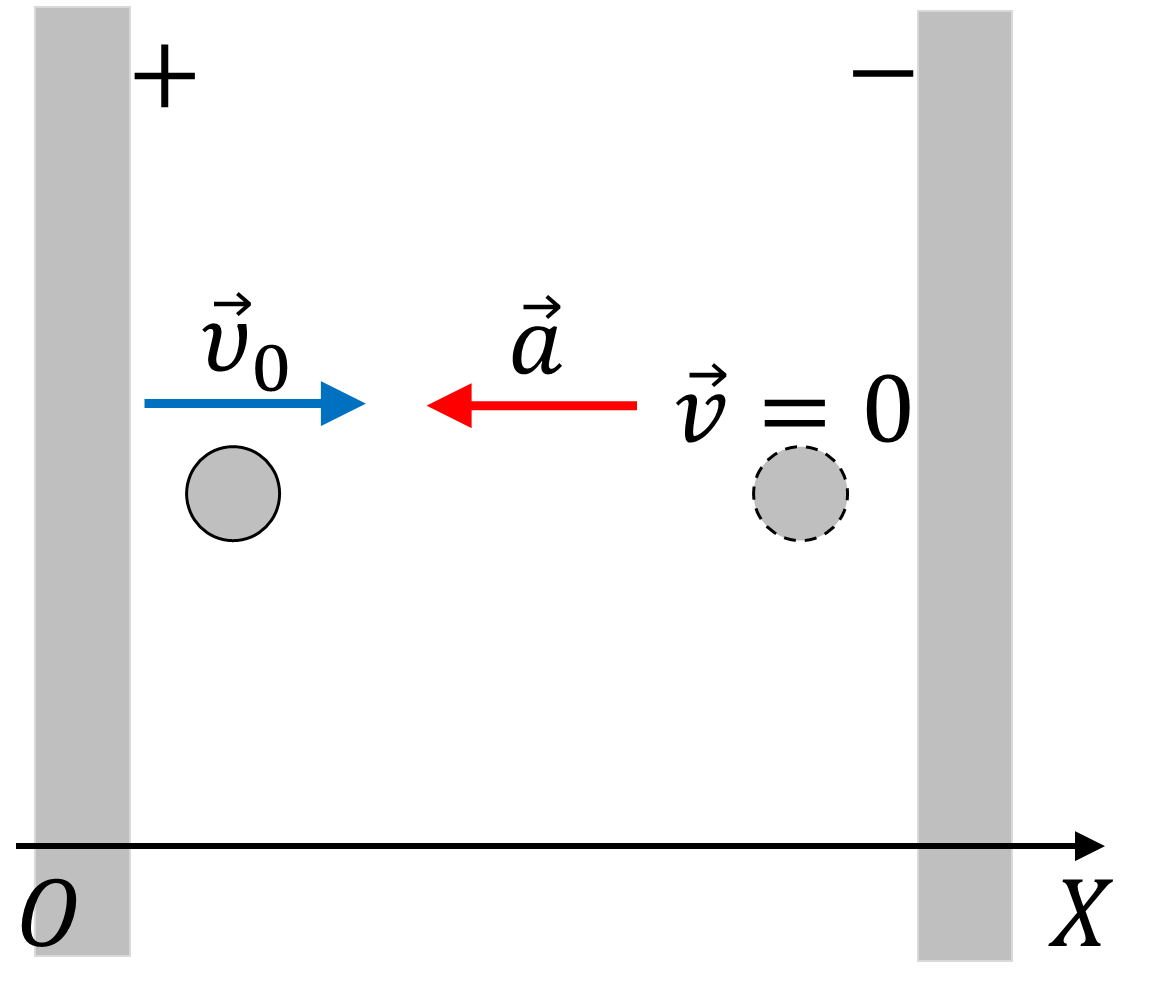 + −
v⃗₀ a⃗ v⃗ = 0
O X